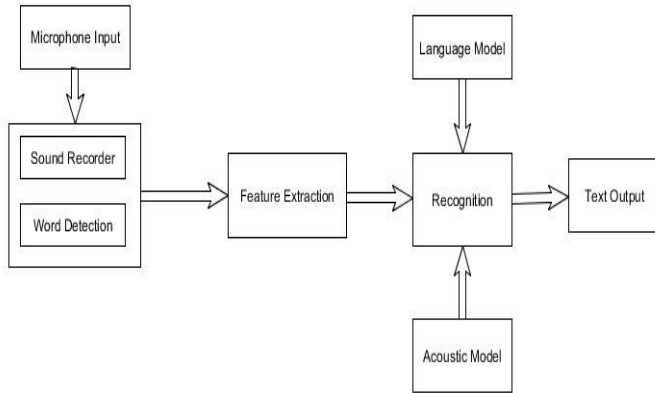 Microphone Input
Language Model
Sound Recorder
Word Detection
Feature Extraction
Recognition
Text Output
Acoustic Model